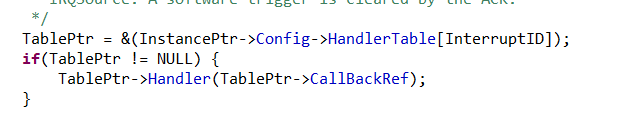 IRQSource. A software trigger is cleared by the Ack.
*/
TablePtr = &(InstancePtr->Config->HandlerTable[InterruptID]);
if(TablePtr != NULL) {
TablePtr->Handler(TablePtr->CallBackRef);
}